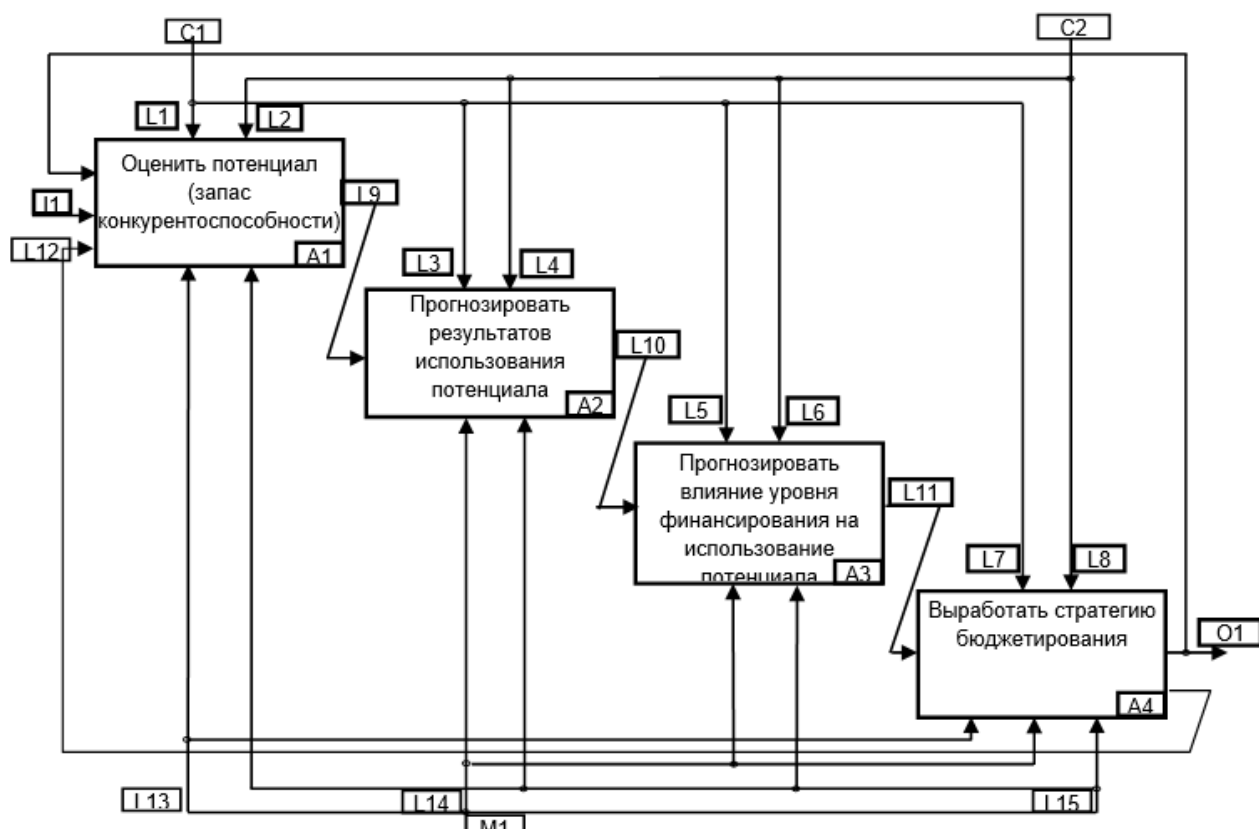 C1
C2
L1
L2
Оценить потенциал
(запас
конкурентоспособности)
A1
I1
L12
L9
L3
L4
Прогнозировать
результатов
использования
потенциала
A2
L10
L5
L6
Прогнозировать
влияние уровня
финансирования на
использование
потенциала
A3
L11
L7
L8
Выработать стратегию
бюджетирования
A4
O1
L13
L14
L15
M1